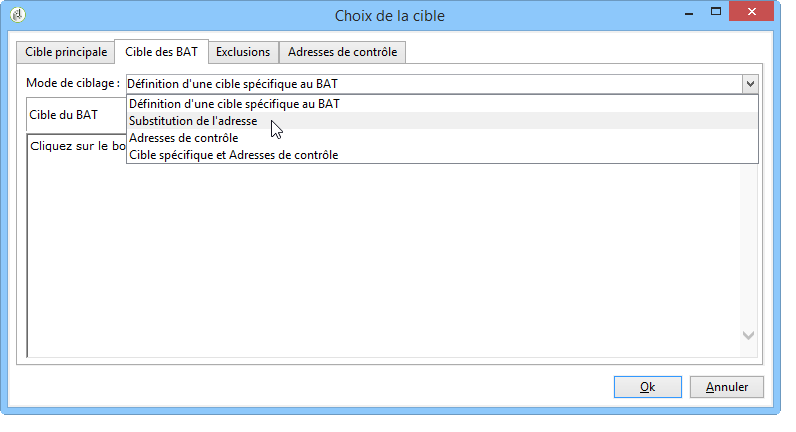 Choix de la cible
Cible principale Cible des BAT Exclusions Adresses de contrôle
Mode de ciblage : Définition d'une cible spécifique au BAT
Définition d'une cible spécifique au BAT
Cible du BAT
Substitution de l'adresse
Adresses de contrôle
Cliquez sur le bo
Cible spécifique et Adresses de contrôle
Ok Annuler